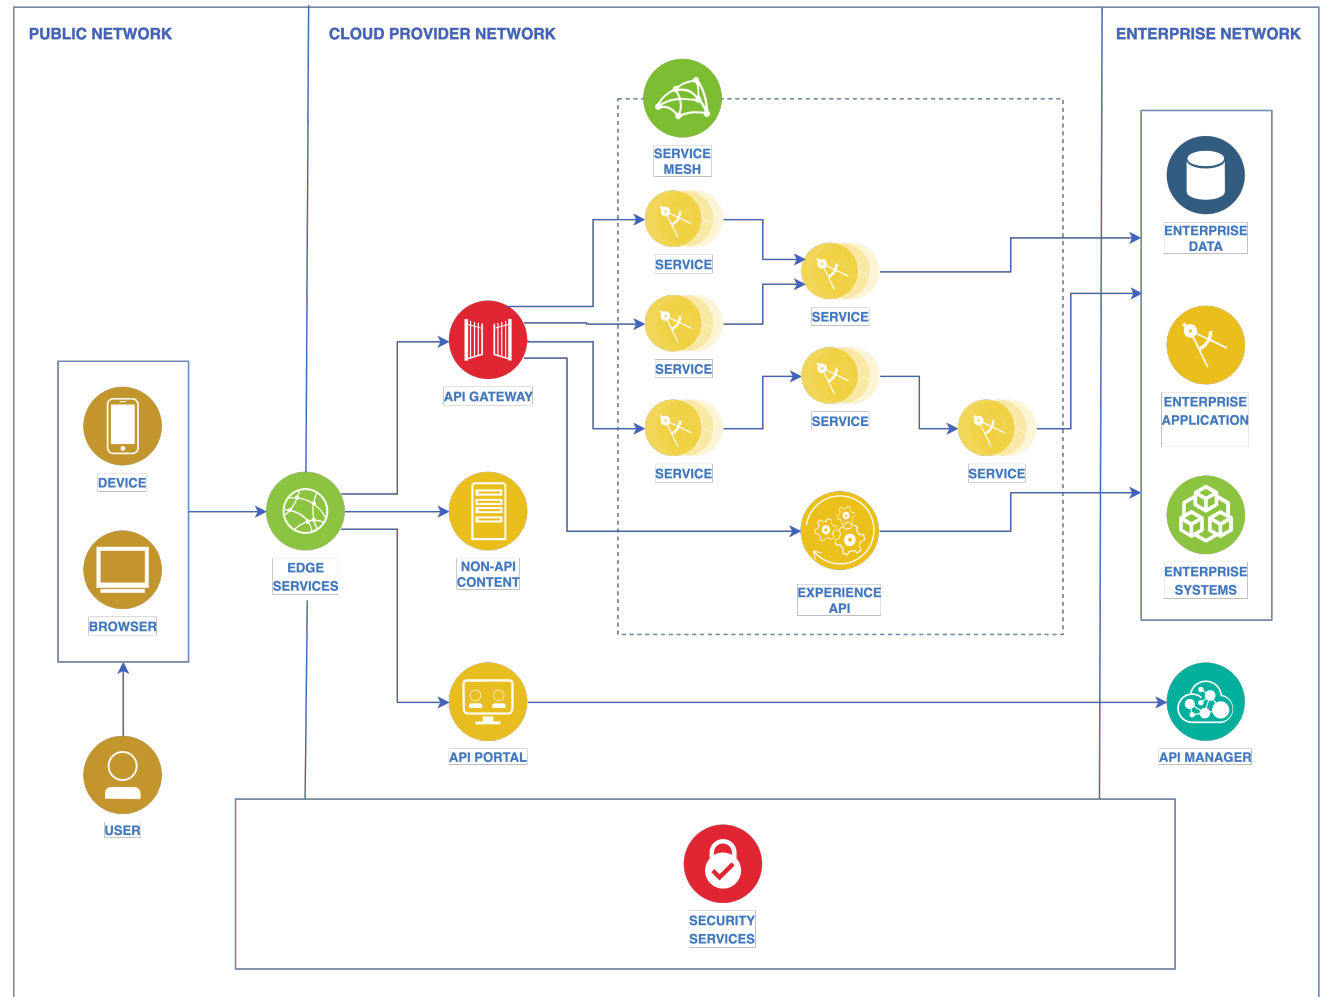 PUBLIC NETWORK
CLOUD PROVIDER NETWORK
ENTERPRISE NETWORK
SERVICE
MESH
SERVICE
SERVICE
SERVICE
SERVICE
SERVICE
SERVICE
API GATEWAY
DEVICE
BROWSER
USER
EDGE
SERVICES
NON-API
CONTENT
EXPERIENCE
API
API PORTAL
ENTERPRISE
DATA
ENTERPRISE
APPLICATION
ENTERPRISE
SYSTEMS
API MANAGER
SECURITY
SERVICES